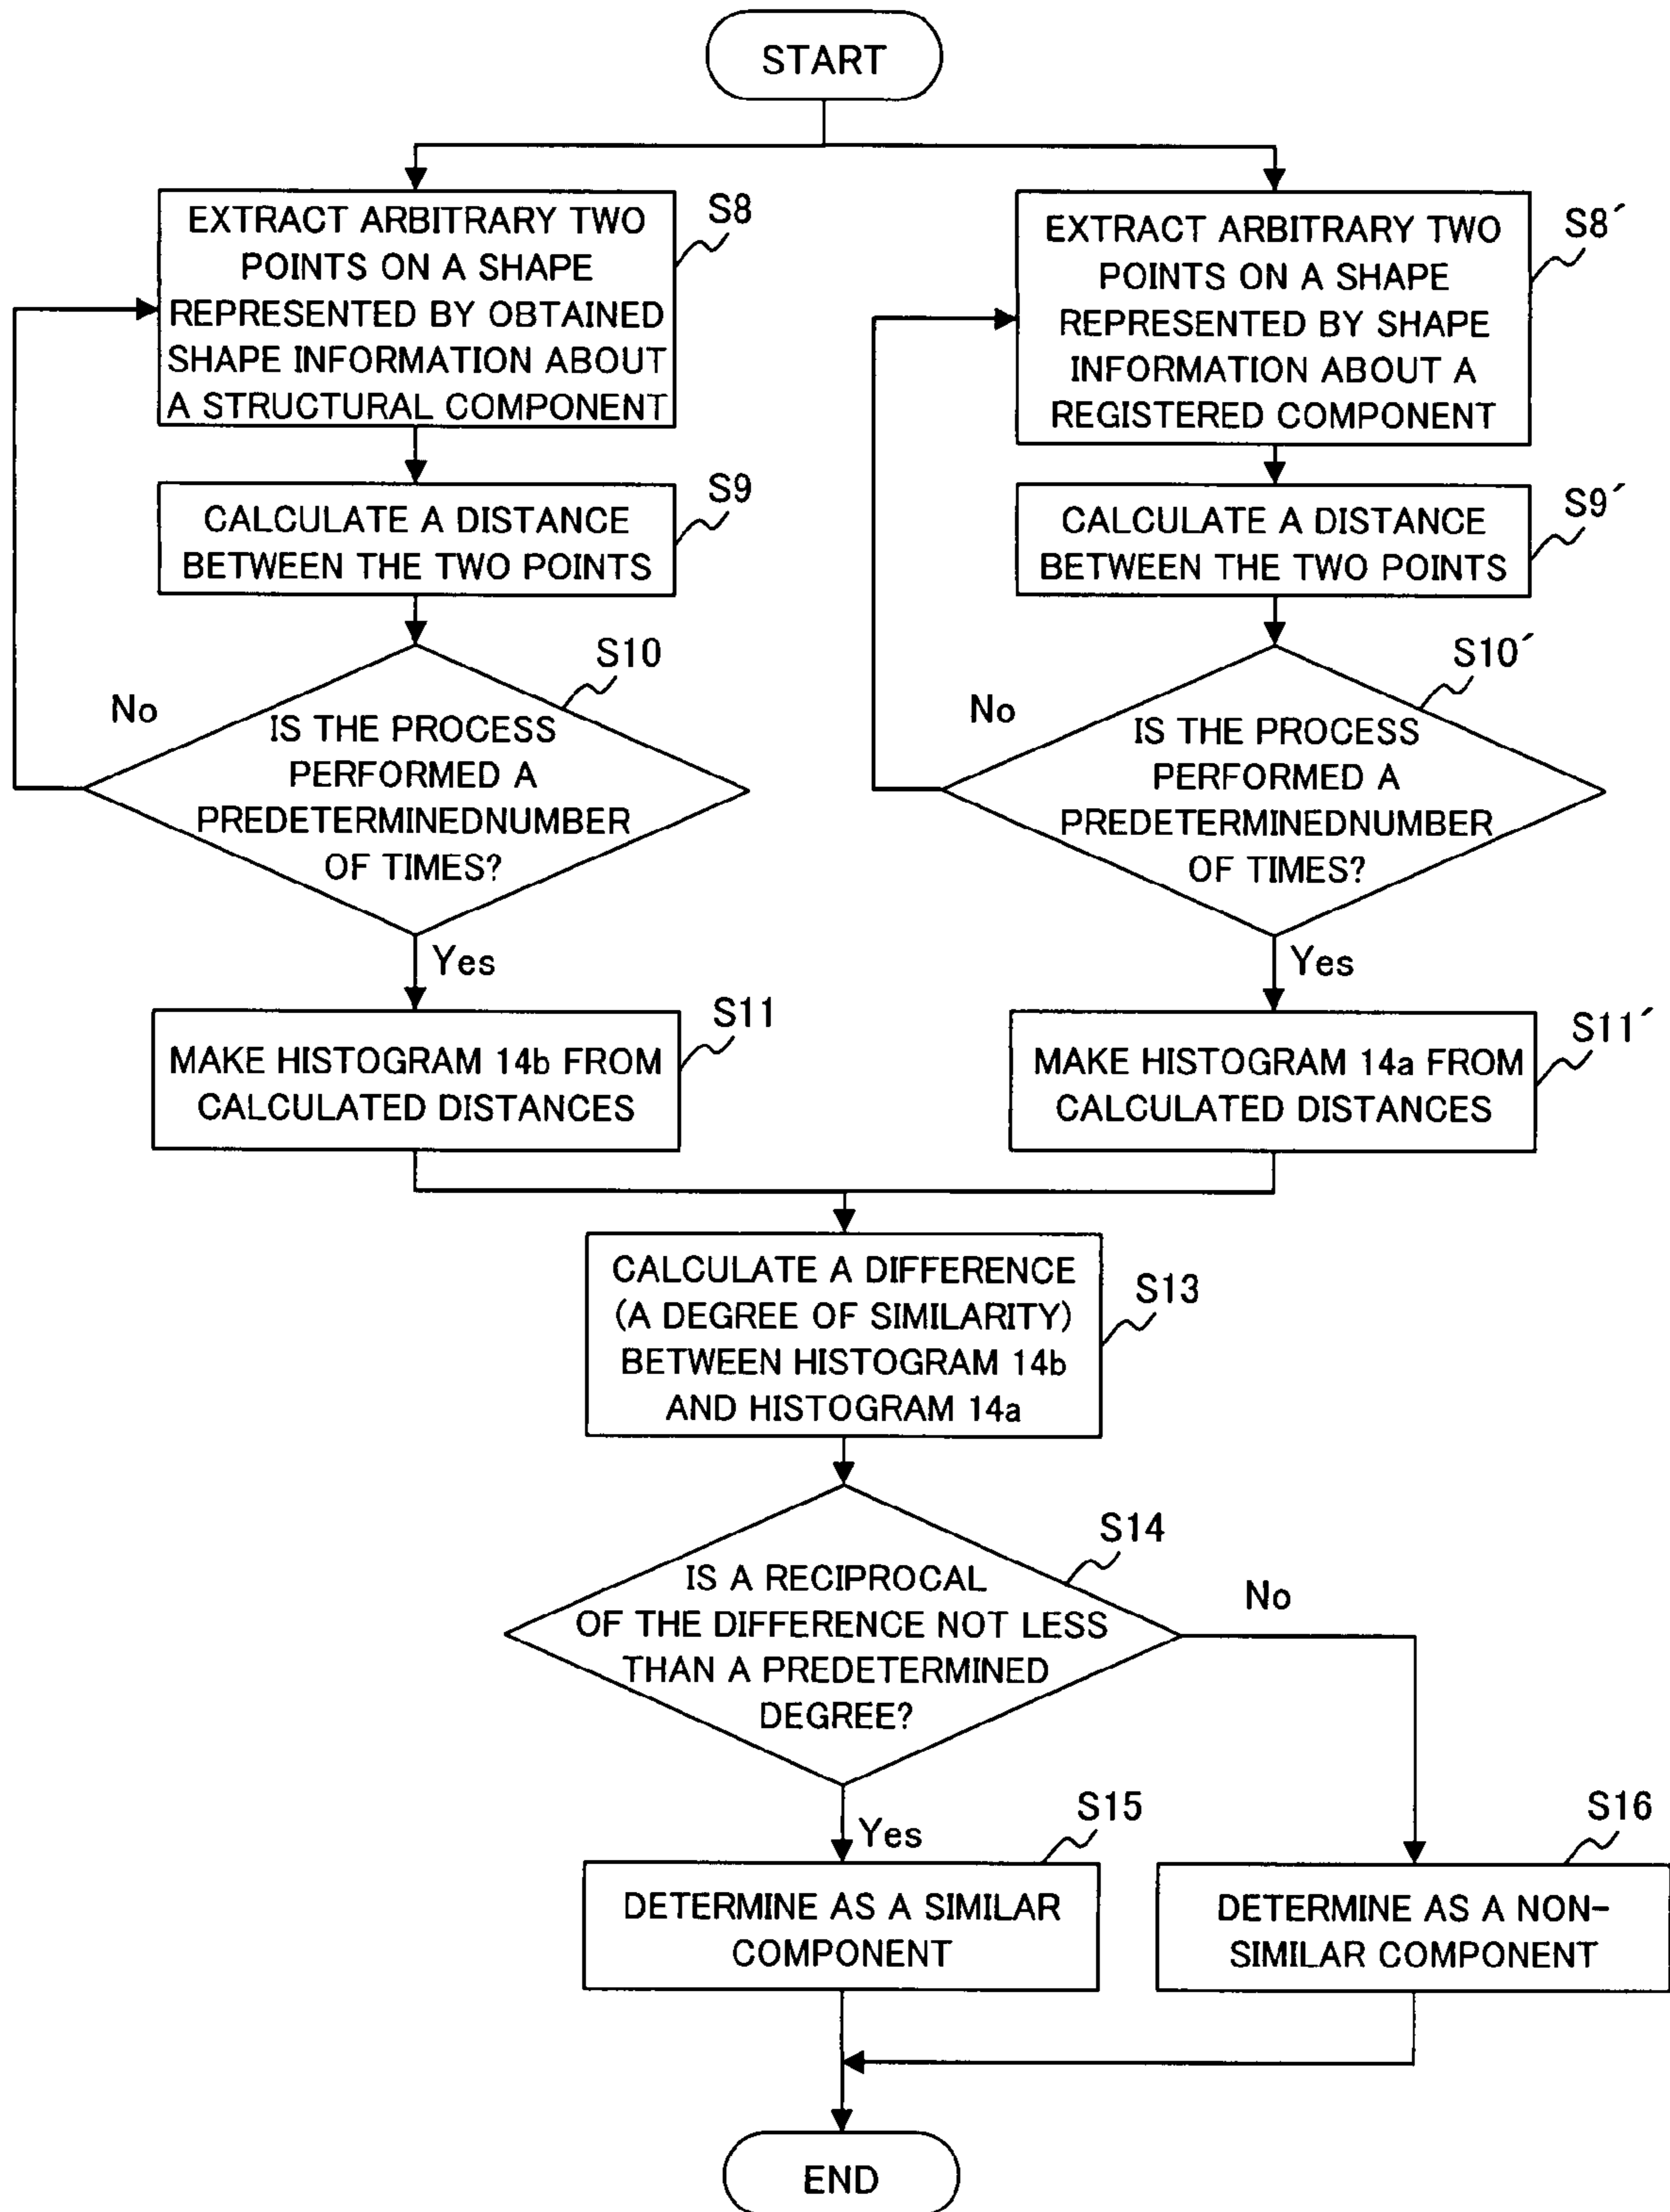 START
EXTRACT ARBITRARY TWO
POINTS ON A SHAPE
REPRESENTED BY OBTAINED
SHAPE INFORMATION ABOUT
A STRUCTURAL COMPONENT
S8
EXTRACT ARBITRARY TWO
POINTS ON A SHAPE
REPRESENTED BY SHAPE
INFORMATION ABOUT A
REGISTERED COMPONENT
S8´
CALCULATE A DISTANCE
BETWEEN THE TWO POINTS
S9
CALCULATE A DISTANCE
BETWEEN THE TWO POINTS
S9´
S10
No
IS THE PROCESS
PERFORMED A
PREDETERMINEDNUMBER
OF TIMES?
Yes
S10´
No
IS THE PROCESS
PERFORMED A
PREDETERMINEDNUMBER
OF TIMES?
Yes
S11
MAKE HISTOGRAM 14b FROM
CALCULATED DISTANCES
S11´
MAKE HISTOGRAM 14a FROM
CALCULATED DISTANCES
CALCULATE A DIFFERENCE
(A DEGREE OF SIMILARITY)
BETWEEN HISTOGRAM 14b
AND HISTOGRAM 14a
S13
S14
IS A RECIPROCAL
OF THE DIFFERENCE NOT LESS
THAN A PREDETERMINED
DEGREE?
No
Yes
S15
DETERMINE AS A SIMILAR
COMPONENT
S16
DETERMINE AS A NON-
SIMILAR COMPONENT
END